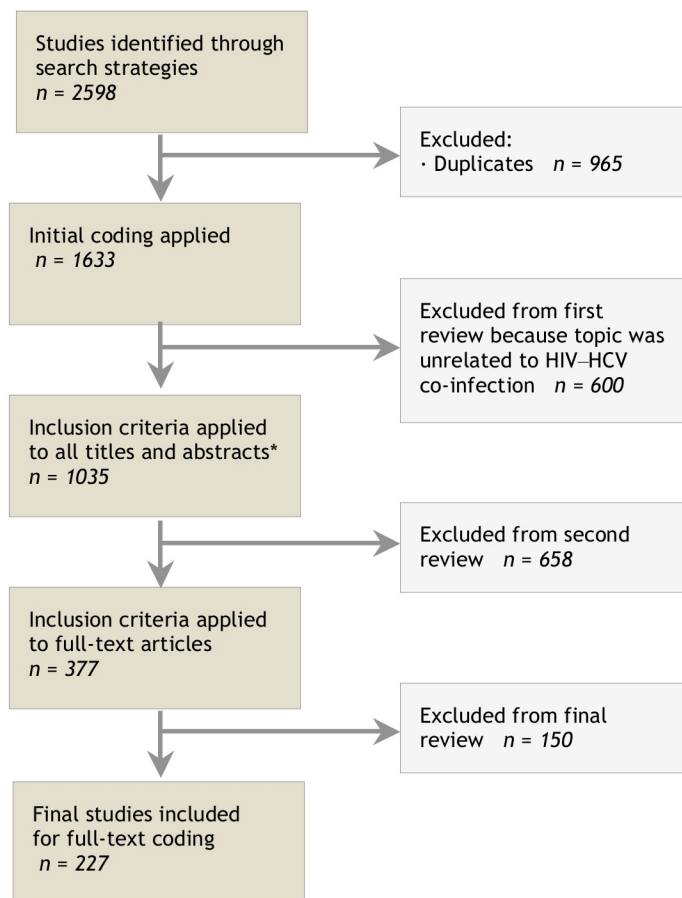 Studies identified through
search strategies
n = 2598
Excluded:
· Duplicates n = 965
Initial coding applied
n = 1633
Excluded from first
review because topic was
unrelated to HIV–HCV
co-infection n = 600
Inclusion criteria applied
to all titles and abstracts*
n = 1035
Excluded from second
review n = 658
Inclusion criteria applied
to full-text articles
n = 377
Excluded from final
review n = 150
Final studies included
for full-text coding
n = 227